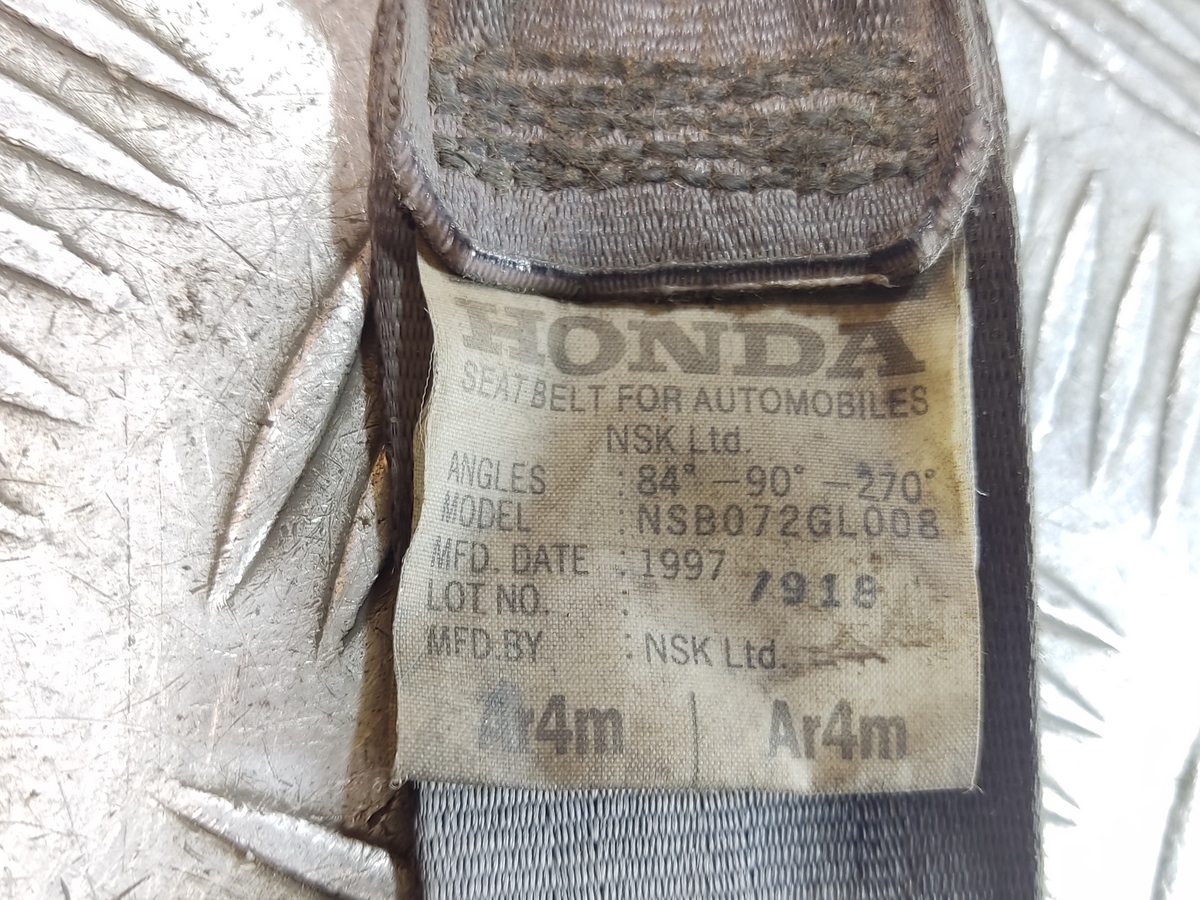 HONDA
SEAT BELT FOR AUTOMOBILES
NSK Ltd.
ANGLES : 84° – 90° – 270°
MODEL : NSB072GL008
MFD. DATE : 1997
LOT NO. : 7918
MFD.BY : NSK Ltd.
Ar4m | Ar4m